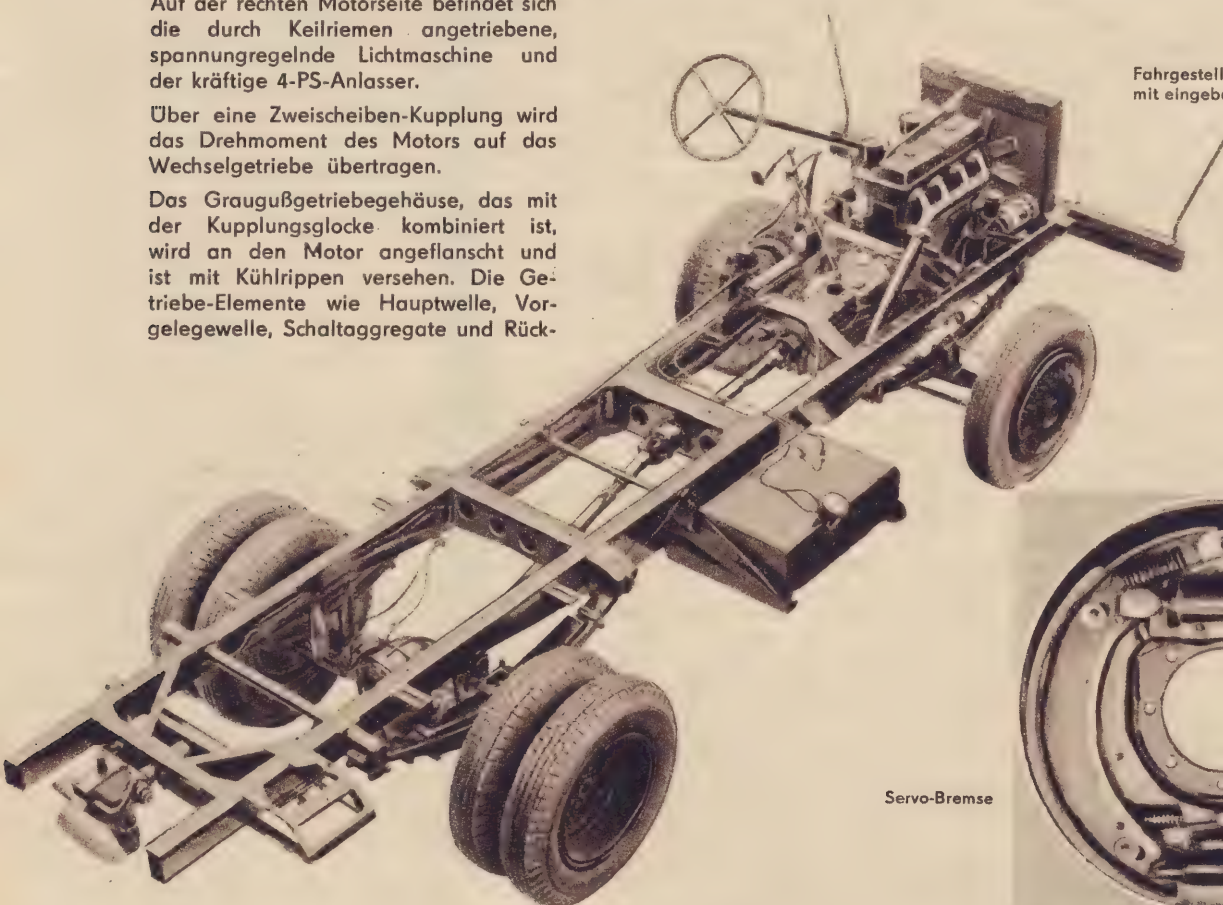 Auf der rechten Motorseite befindet sich
die durch Keilriemen angetriebene,
spannungregelnde Lichtmaschine und
der kräftige 4-PS-Anlasser.
Über eine Zweischeiben-Kupplung wird
das Drehmoment des Motors auf das
Wechselgetriebe übertragen.
Das Graugußgetriebegehäuse, das mit
der Kupplungsglocke kombiniert ist,
wird an den Motor angeflanscht und
ist mit Kühlrippen versehen. Die Ge-
triebe-Elemente wie Hauptwelle, Vor-
gelegewelle, Schaltaggregate und Rück-
Fahrgestell
mit eingeb
Servo-Bremse